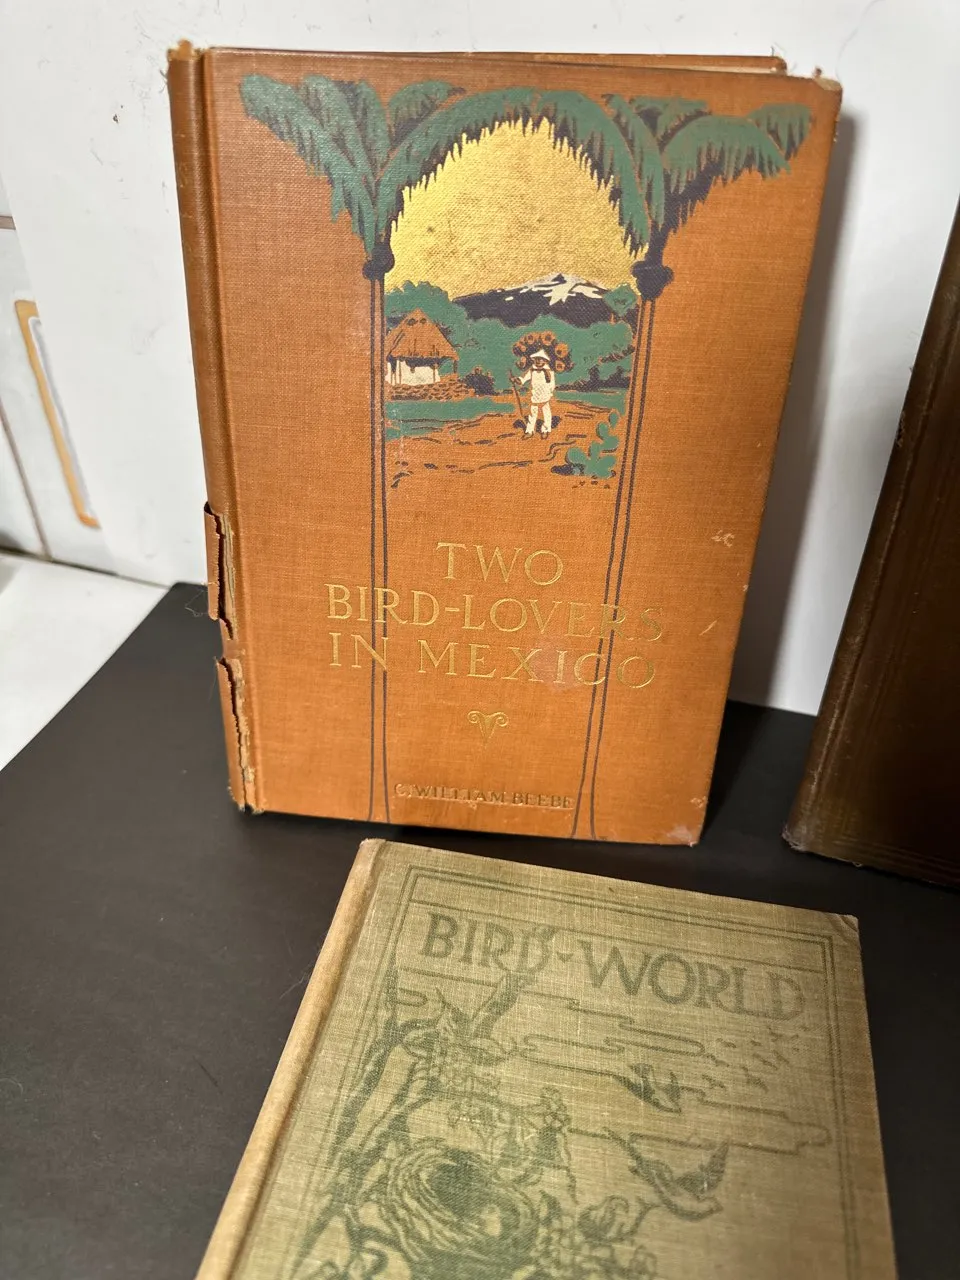 TWO
BIRD-LOVERS
IN MEXICO
C. WILLIAM BEEBE
BIRD-WORLD